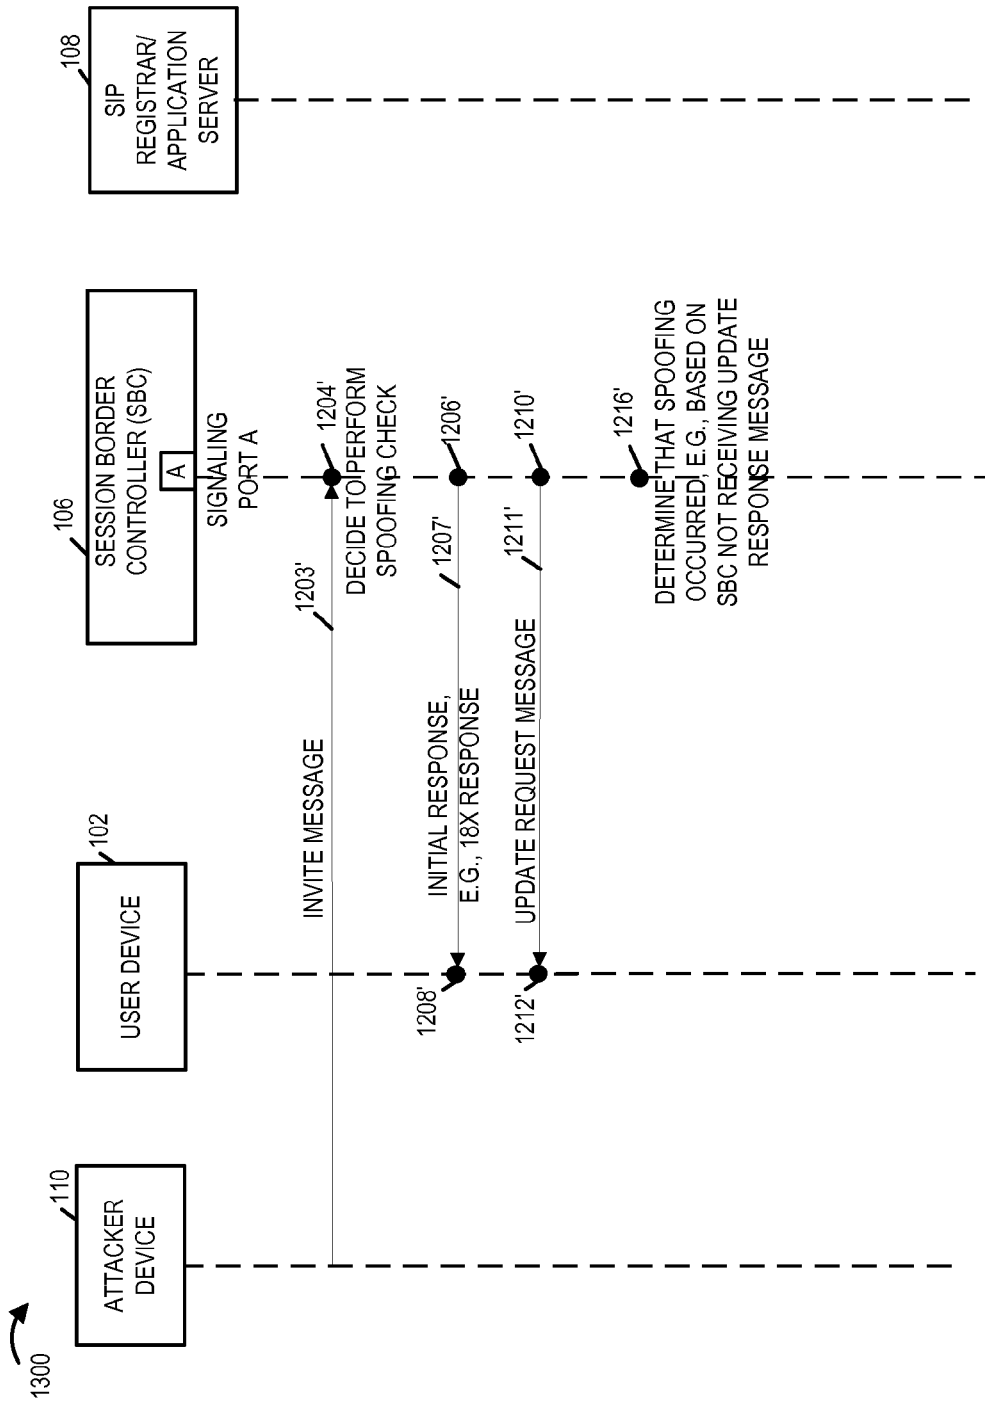 1300
110
ATTACKER
DEVICE
102
USER DEVICE
106
SESSION BORDER
CONTROLLER (SBC)
A
SIGNALING
PORT A
108
SIP
REGISTRAR/
APPLICATION
SERVER
INVITE MESSAGE
1203'
1204'
DECIDE TO PERFORM
SPOOFING CHECK
INITIAL RESPONSE,
E.G., 18X RESPONSE
1207'
1206'
1208'
UPDATE REQUEST MESSAGE
1211'
1210'
1212'
1216'
DETERMINE THAT SPOOFING
OCCURRED, E.G., BASED ON
SBC NOT RECEIVING UPDATE
RESPONSE MESSAGE